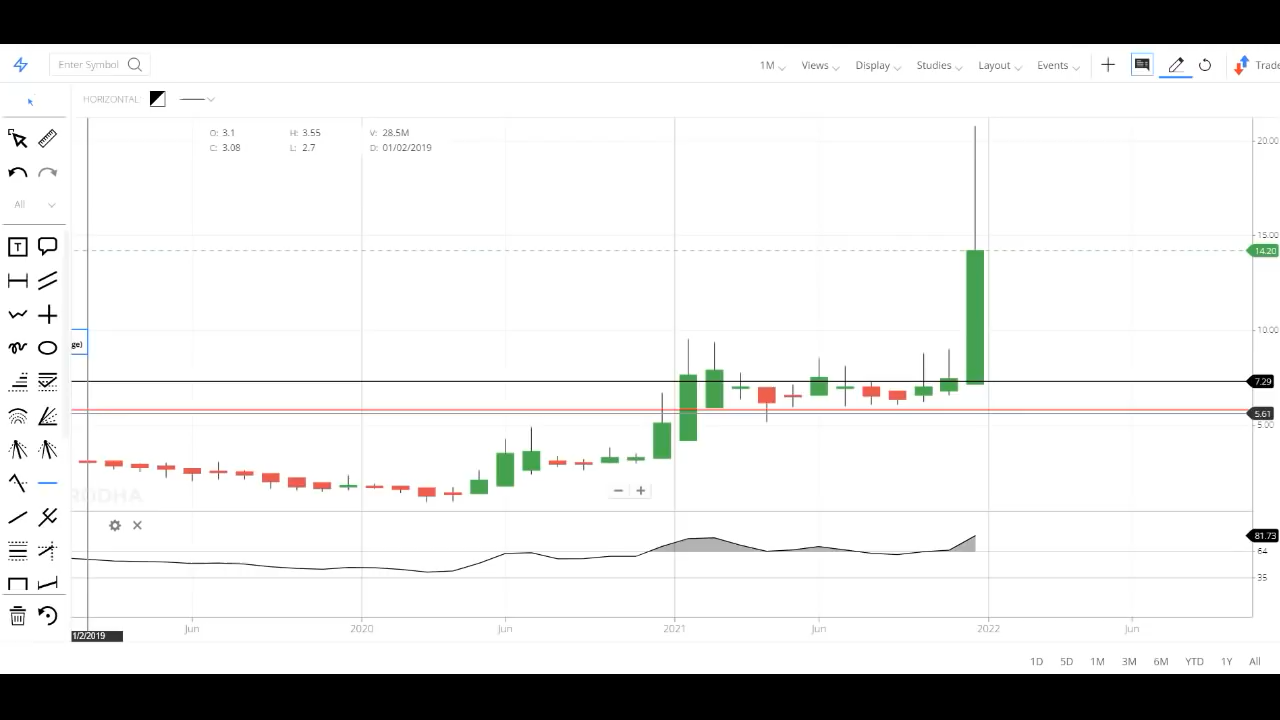 Enter Symbol
1M Views Display Studies Layout Events Trade
HORIZONTAL:
O: 3.1 H: 3.55 V: 28.5M
C: 3.08 L: 2.7 D: 01/02/2019
All
T
20.00
15.00
14.20
10.00
ge)
7.29
5.61
5.00
81.73
64
35
1/2/2019 Jun 2020 Jun 2021 Jun 2022 Jun
1D 5D 1M 3M 6M YTD 1Y All